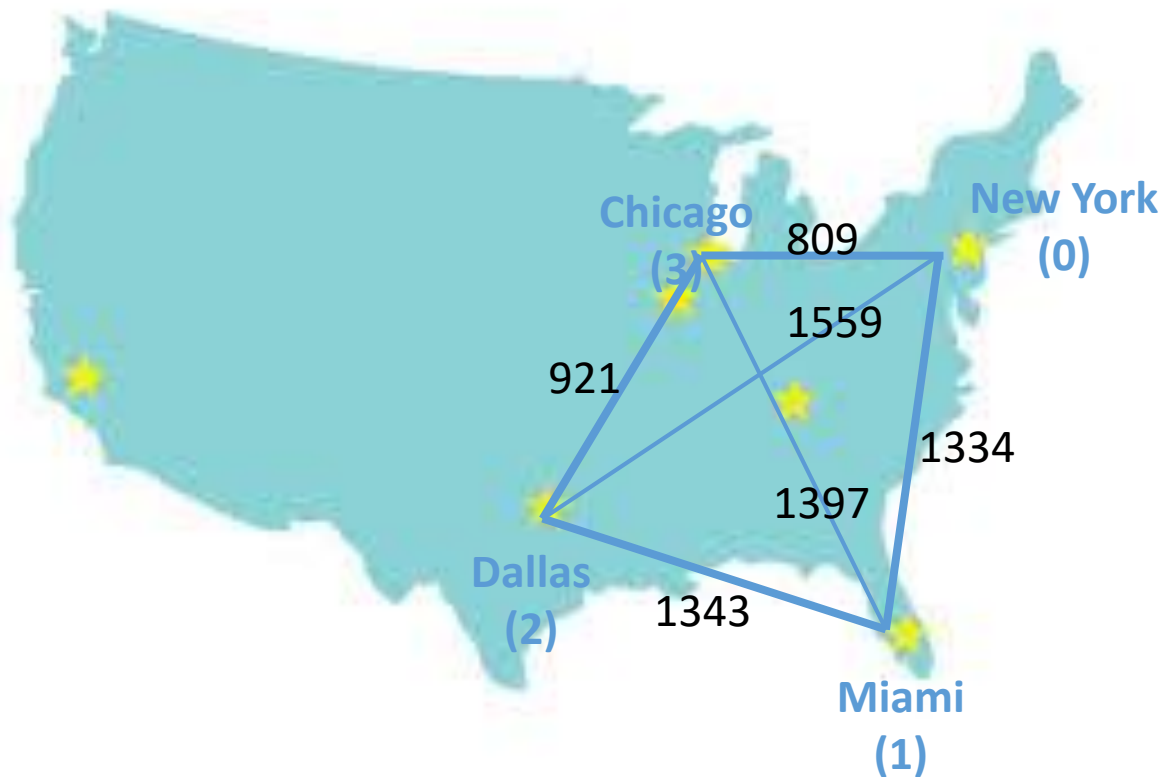 New York
(0)
Chicago
(3)
809
1559
921
1334
1397
Dallas
(2)
1343
Miami
(1)